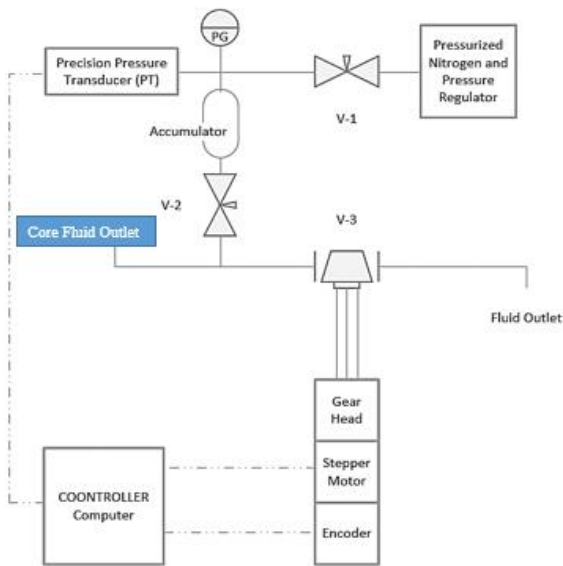 PG
Precision Pressure
Transducer (PT)
Pressurized
Nitrogen and
Pressure
Regulator
V-1
Accumulator
V-2
V-3
Core Fluid Outlet
Fluid Outlet
Gear
Head
Stepper
Motor
COONTROLLER
Computer
Encoder